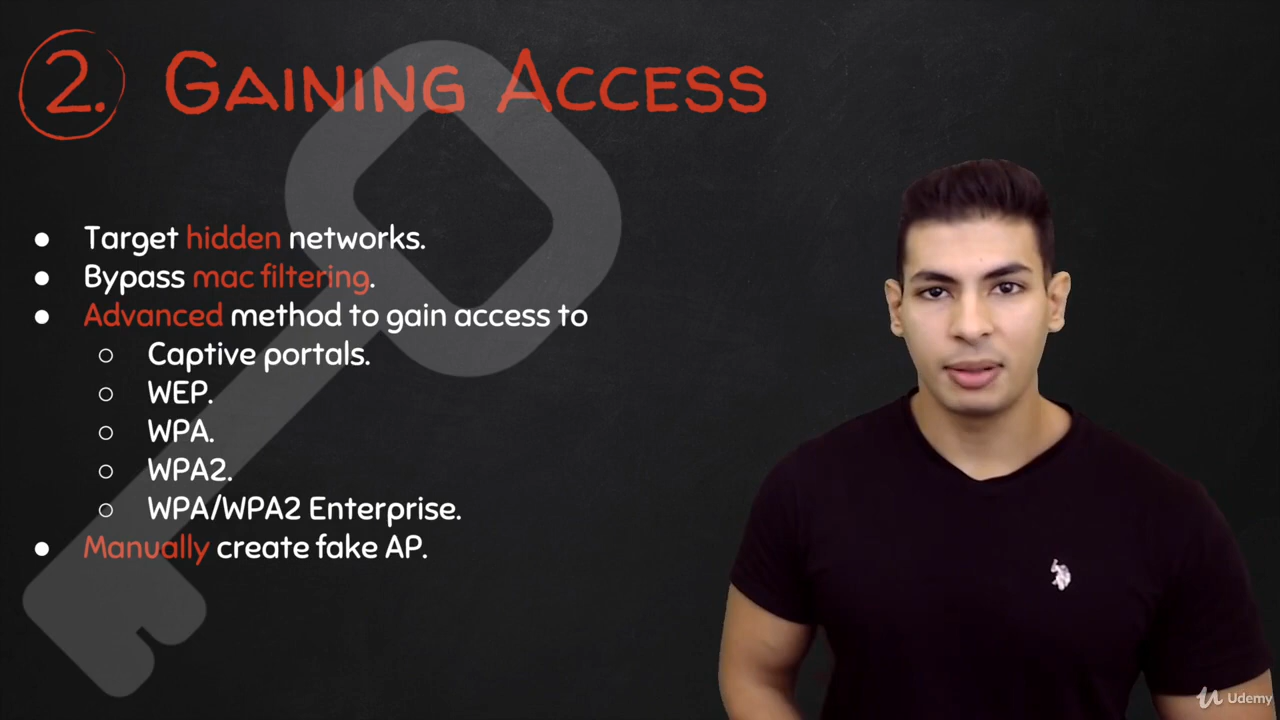 2. Gaining Access
● Target hidden networks.
● Bypass mac filtering.
● Advanced method to gain access to
○ Captive portals.
○ WEP.
○ WPA.
○ WPA2.
○ WPA/WPA2 Enterprise.
● Manually create fake AP.
Udemy